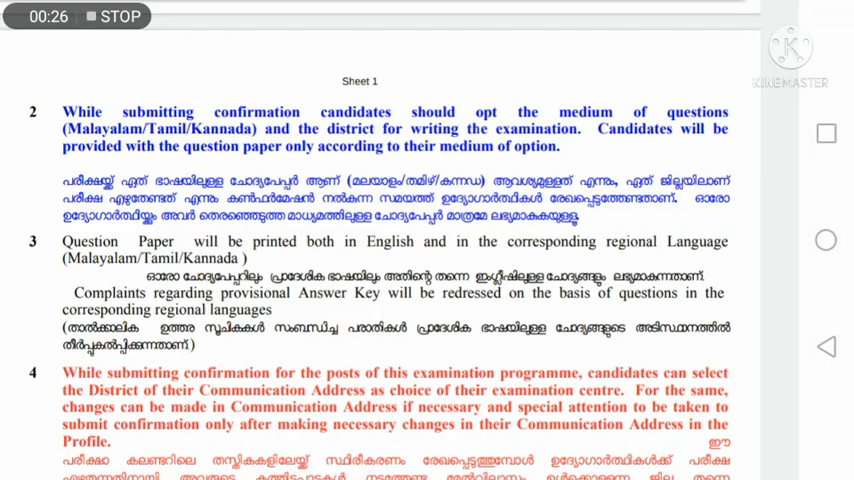 00:26 STOP
KINEMASTER
Sheet 1
2 While submitting confirmation candidates should opt the medium of questions
(Malayalam/Tamil/Kannada) and the district for writing the examination. Candidates will be
provided with the question paper only according to their medium of option.
പരീക്ഷയ്ക്ക് ഏത് ഭാഷയിലുള്ള ചോദ്യപേപ്പർ ആണ് (മലയാളം/തമിഴ്/കന്നഡ) ആവശ്യമുള്ളത് എന്നും, ഏത് ജില്ലയിലാണ്
പരീക്ഷ എഴുതേണ്ടത് എന്നും കൺഫർമേഷൻ നൽകുന്ന സമയത്ത് ഉദ്യോഗാർത്ഥികൾ രേഖപ്പെടുത്തേണ്ടതാണ്. ഓരോ
ഉദ്യോഗാർത്ഥിയ്ക്കും അവർ തെരഞ്ഞെടുത്ത മാധ്യമത്തിലുള്ള ചോദ്യപേപ്പർ മാത്രമേ ലഭ്യമാകുകയുള്ളൂ.
3 Question Paper will be printed both in English and in the corresponding regional Language
(Malayalam/Tamil/Kannada )
ഓരോ ചോദ്യപേപ്പറിലും പ്രാദേശിക ഭാഷയിലും അതിന്റെ തന്നെ ഇംഗ്ലീഷിലുള്ള ചോദ്യങ്ങളും ലഭ്യമാകുന്നതാണ്.
Complaints regarding provisional Answer Key will be redressed on the basis of questions in the
corresponding regional languages
(താൽക്കാലിക ഉത്തര സൂചികകൾ സംബന്ധിച്ച പരാതികൾ പ്രാദേശിക ഭാഷയിലുള്ള ചോദ്യങ്ങളുടെ അടിസ്ഥാനത്തിൽ
തീർപ്പുകൽപ്പിക്കുന്നതാണ്.)
4 While submitting confirmation for the posts of this examination programme, candidates can select
the District of their Communication Address as choice of their examination centre. For the same,
changes can be made in Communication Address if necessary and special attention to be taken to
submit confirmation only after making necessary changes in their Communication Address in the
Profile. ഈ
പരീക്ഷാ കലണ്ടറിലെ തസ്തികകളിലേയ്ക്ക് സ്ഥിരീകരണം രേഖപ്പെടുത്തുമ്പോൾ ഉദ്യോഗാർത്ഥികൾക്ക് പരീക്ഷ